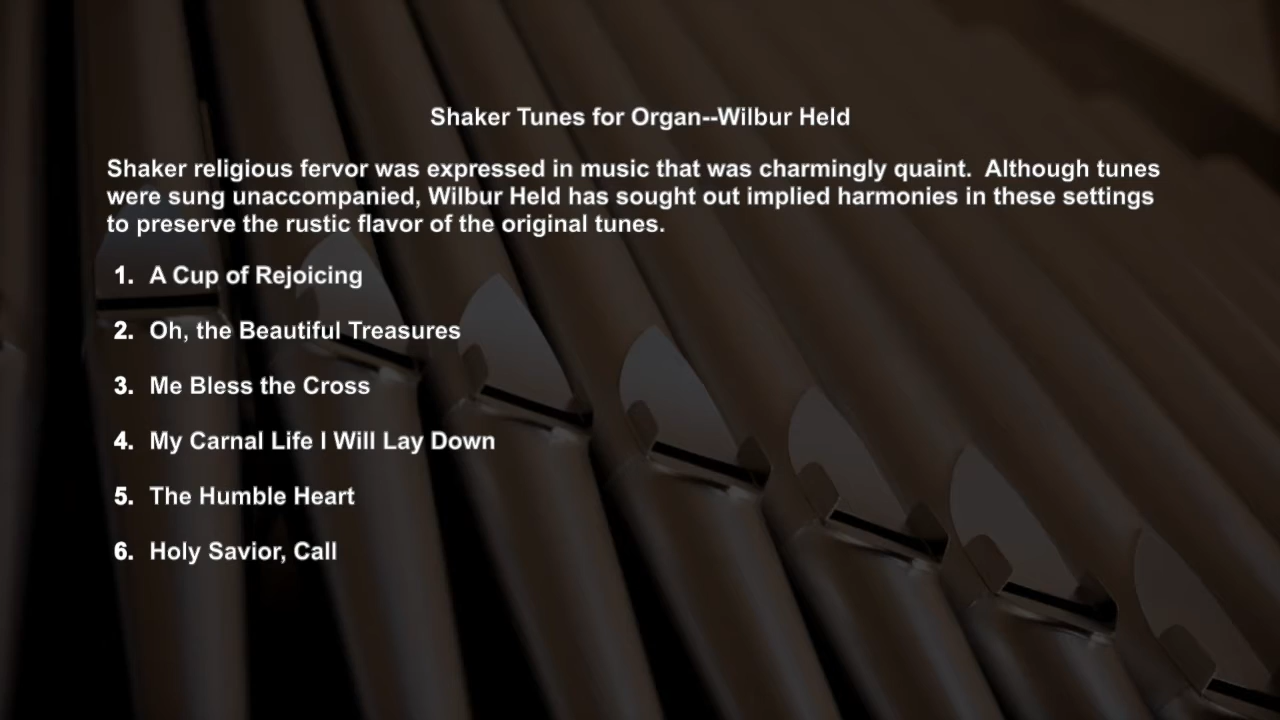 Shaker Tunes for Organ--Wilbur Held
Shaker religious fervor was expressed in music that was charmingly quaint.  Although tunes
were sung unaccompanied, Wilbur Held has sought out implied harmonies in these settings
to preserve the rustic flavor of the original tunes.
1. A Cup of Rejoicing
2. Oh, the Beautiful Treasures
3. Me Bless the Cross
4. My Carnal Life I Will Lay Down
5. The Humble Heart
6. Holy Savior, Call